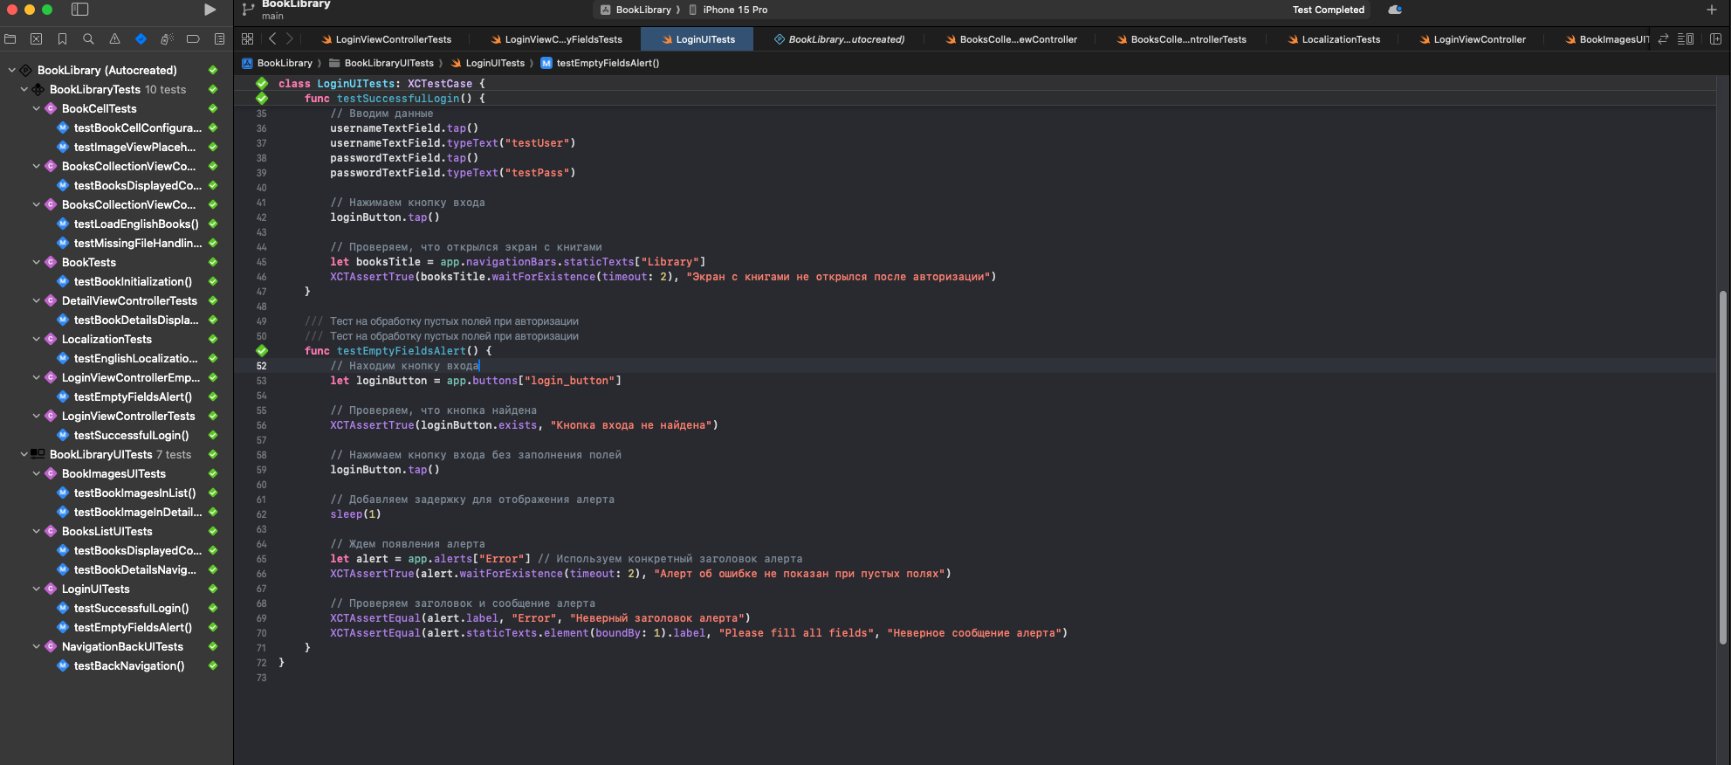 BookLibrary
main
BookLibrary
iPhone 15 Pro
Test Completed
LoginViewControllerTests
LoginViewC...yFieldsTests
LoginUITests
BookLibrary...utocreated)
BooksColle...ewController
BooksColle...ntrollerTests
LocalizationTests
LoginViewController
BookImagesUIT
BookLibrary
BookLibraryUITests
LoginUITests
testEmptyFieldsAlert()
BookLibrary (Autocreated)
BookLibraryTests 10 tests
BookCellTests
testBookCellConfigura...
testImageViewPlaceh...
BooksCollectionViewCo...
testBooksDisplayedCo...
BooksCollectionViewCo...
testLoadEnglishBooks()
testMissingFileHandlin...
BookTests
testBookInitialization()
DetailViewControllerTests
testBookDetailsDispla...
LocalizationTests
testEnglishLocalizatio...
LoginViewControllerEmp...
testEmptyFieldsAlert()
LoginViewControllerTests
testSuccessfulLogin()
BookLibraryUITests 7 tests
BookImagesUITests
testBookImagesInList()
testBookImageInDetail...
BooksListUITests
testBooksDisplayedCo...
testBookDetailsNavig...
LoginUITests
testSuccessfulLogin()
testEmptyFieldsAlert()
NavigationBackUITests
testBackNavigation()
class LoginUITests: XCTestCase {
func testSuccessfulLogin() {
35 // Вводим данные
36 usernameTextField.tap()
37 usernameTextField.typeText("testUser")
38 passwordTextField.tap()
39 passwordTextField.typeText("testPass")
40
41 // Нажимаем кнопку входа
42 loginButton.tap()
43
44 // Проверяем, что открылся экран с книгами
45 let booksTitle = app.navigationBars.staticTexts["Library"]
46 XCTAssertTrue(booksTitle.waitForExistence(timeout: 2), "Экран с книгами не открылся после авторизации")
47 }
48
49 /// Тест на обработку пустых полей при авторизации
50 /// Тест на обработку пустых полей при авторизации
func testEmptyFieldsAlert() {
52 // Находим кнопку входа
53 let loginButton = app.buttons["login_button"]
54
55 // Проверяем, что кнопка найдена
56 XCTAssertTrue(loginButton.exists, "Кнопка входа не найдена")
57
58 // Нажимаем кнопку входа без заполнения полей
59 loginButton.tap()
60
61 // Добавляем задержку для отображения алерта
62 sleep(1)
63
64 // Ждем появления алерта
65 let alert = app.alerts["Error"] // Используем конкретный заголовок алерта
66 XCTAssertTrue(alert.waitForExistence(timeout: 2), "Алерт об ошибке не показан при пустых полях")
67
68 // Проверяем заголовок и сообщение алерта
69 XCTAssertEqual(alert.label, "Error", "Неверный заголовок алерта")
70 XCTAssertEqual(alert.staticTexts.element(boundBy: 1).label, "Please fill all fields", "Неверное сообщение алерта")
71 }
72 }
73